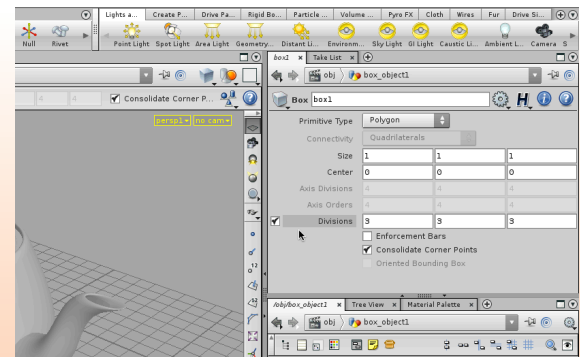 Lights a... Create P... Drive Pa... Rigid Bo... Particle ... Volume ... Pyro FX Cloth Wires Fur Drive Si...
Null Rivet Point Light Spot Light Area Light Geometry... Distant Li... Environm... Sky Light GI Light Caustic Li... Ambient L... Camera S
box1 Take List
obj box_object1
4 4 Consolidate Corner P...
Box box1
persp1 no cam
Primitive Type Polygon
Connectivity Quadrilaterals
Size 1 1 1
Center 0 0 0
Axis Divisions 4 4 4
Axis Orders 4 4 4
Divisions 3 3 3
Enforcement Bars
Consolidate Corner Points
Oriented Bounding Box
/obj/box_object1 Tree View Material Palette
obj box_object1